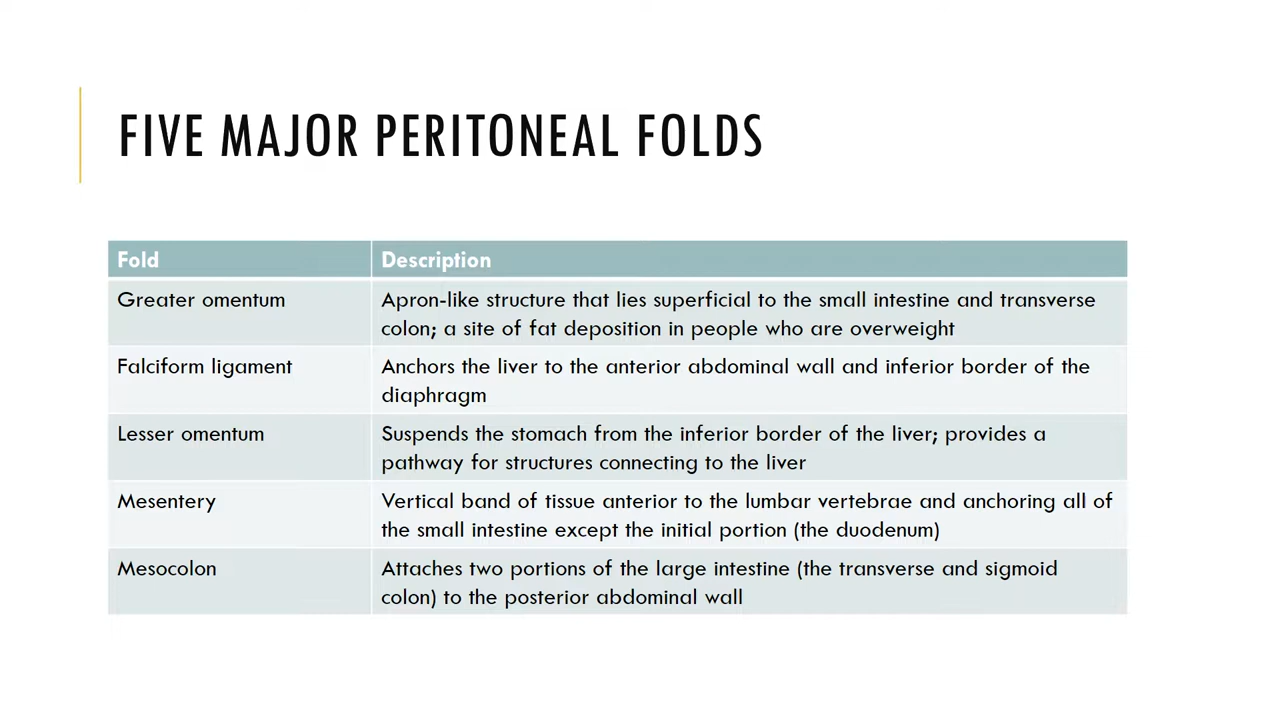 FIVE MAJOR PERITONEAL FOLDS
Fold
Description
Greater omentum
Apron-like structure that lies superficial to the small intestine and transverse
colon; a site of fat deposition in people who are overweight
Falciform ligament
Anchors the liver to the anterior abdominal wall and inferior border of the
diaphragm
Lesser omentum
Suspends the stomach from the inferior border of the liver; provides a
pathway for structures connecting to the liver
Mesentery
Vertical band of tissue anterior to the lumbar vertebrae and anchoring all of
the small intestine except the initial portion (the duodenum)
Mesocolon
Attaches two portions of the large intestine (the transverse and sigmoid
colon) to the posterior abdominal wall